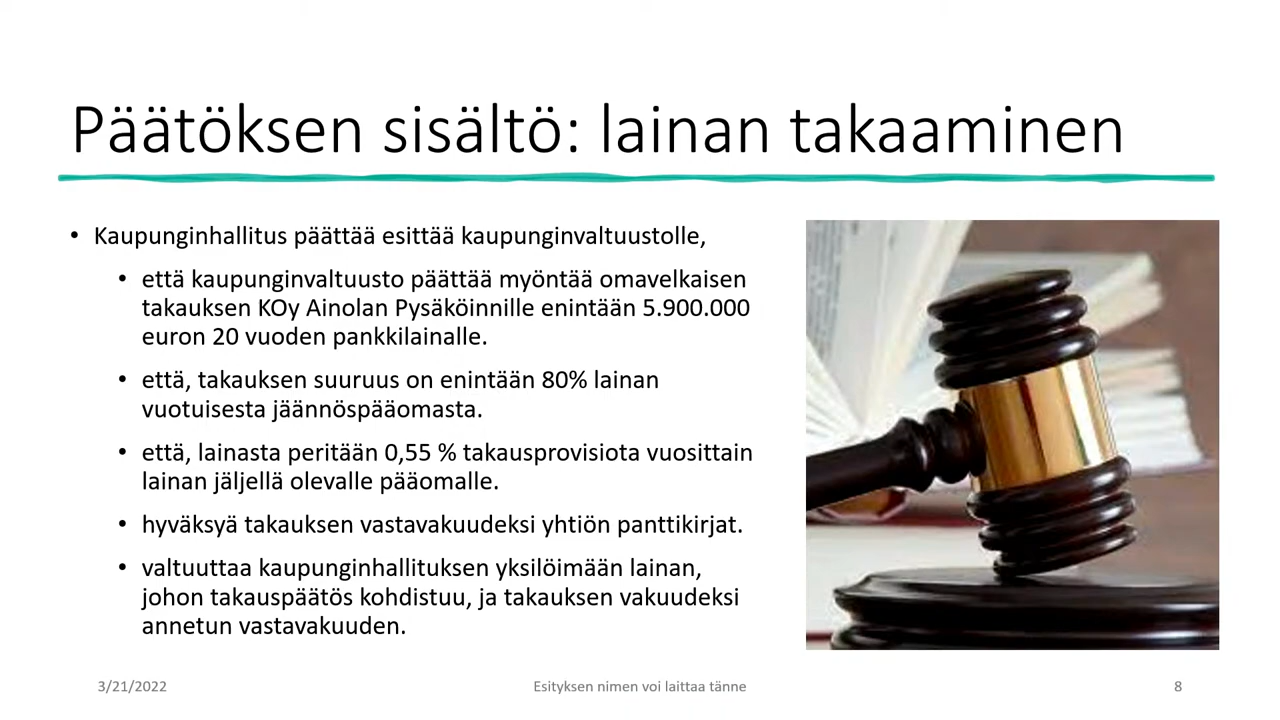 Päätöksen sisältö: lainan takaaminen
• Kaupunginhallitus päättää esittää kaupunginvaltuustolle,
• että kaupunginvaltuusto päättää myöntää omavelkaisen
takauksen KOy Ainolan Pysäköinnille enintään 5.900.000
euron 20 vuoden pankkilainalle.
• että, takauksen suuruus on enintään 80% lainan
vuotuisesta jäännöspääomasta.
• että, lainasta peritään 0,55 % takausprovisiota vuosittain
lainan jäljellä olevalle pääomalle.
• hyväksyä takauksen vastavakuudeksi yhtiön panttikirjat.
• valtuuttaa kaupunginhallituksen yksilöimään lainan,
johon takauspäätös kohdistuu, ja takauksen vakuudeksi
annetun vastavakuuden.
3/21/2022
Esityksen nimen voi laittaa tänne
8